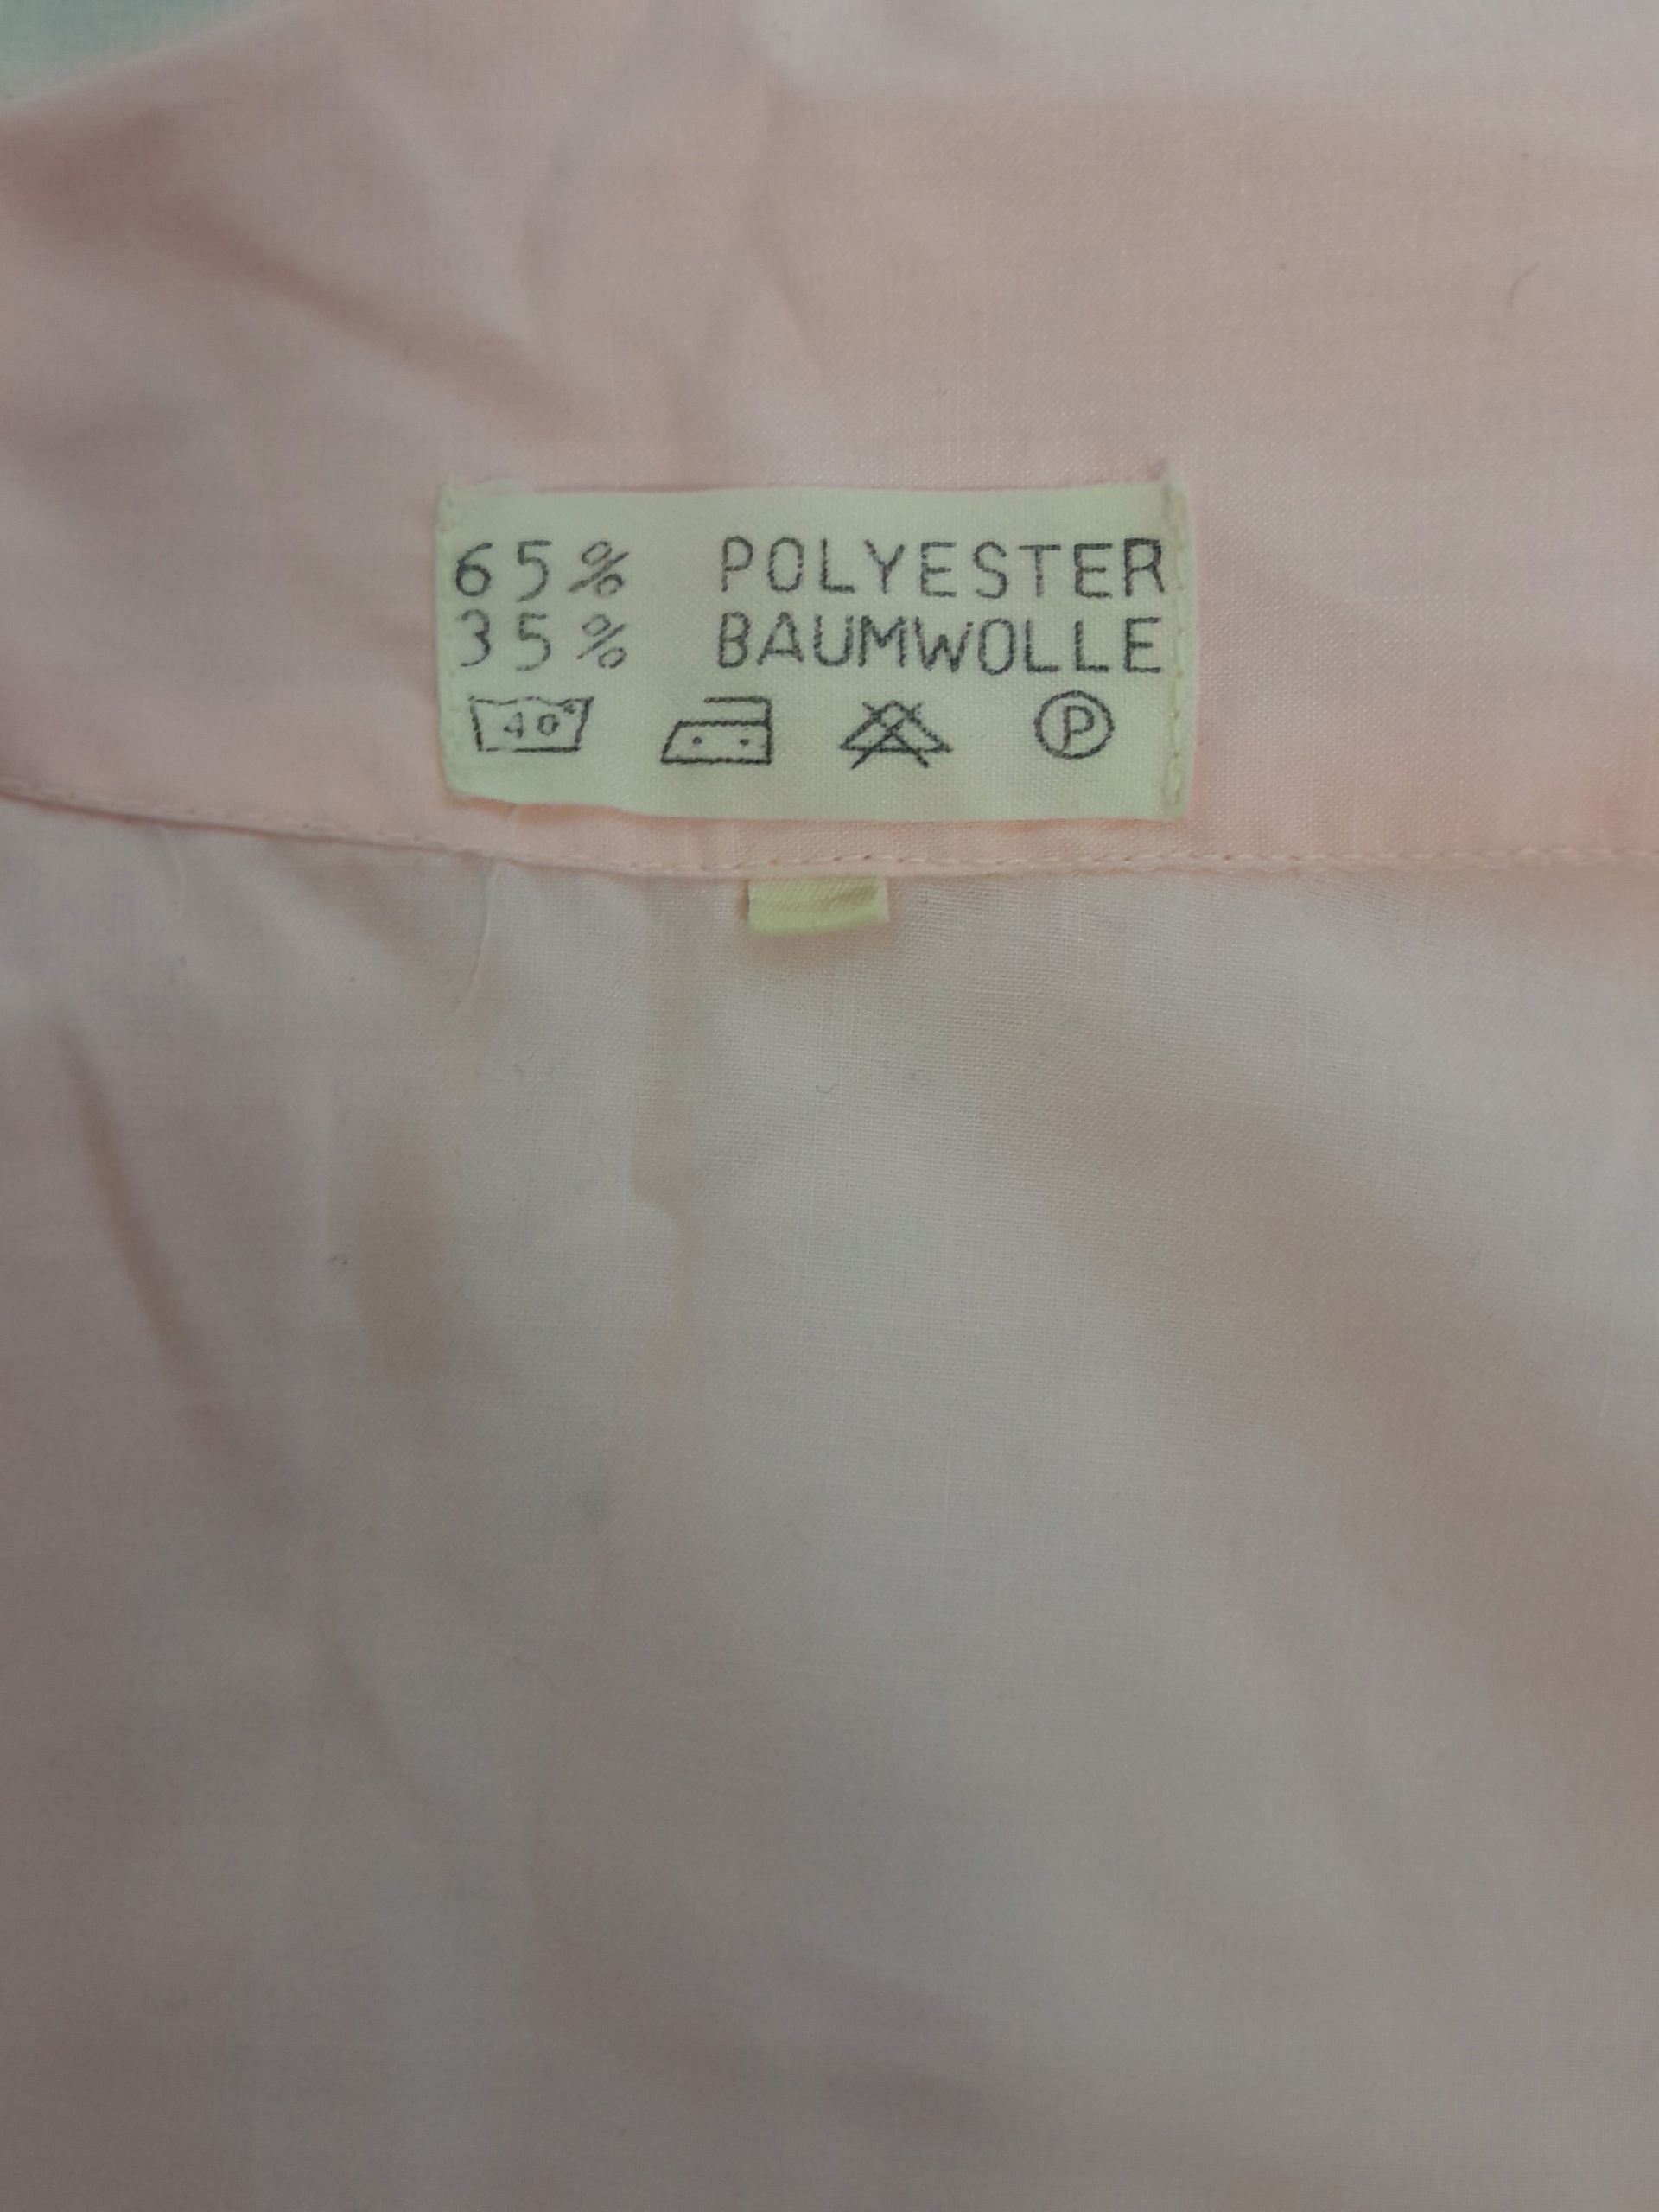 65% POLYESTER
35% BAUMWOLLE
40° P